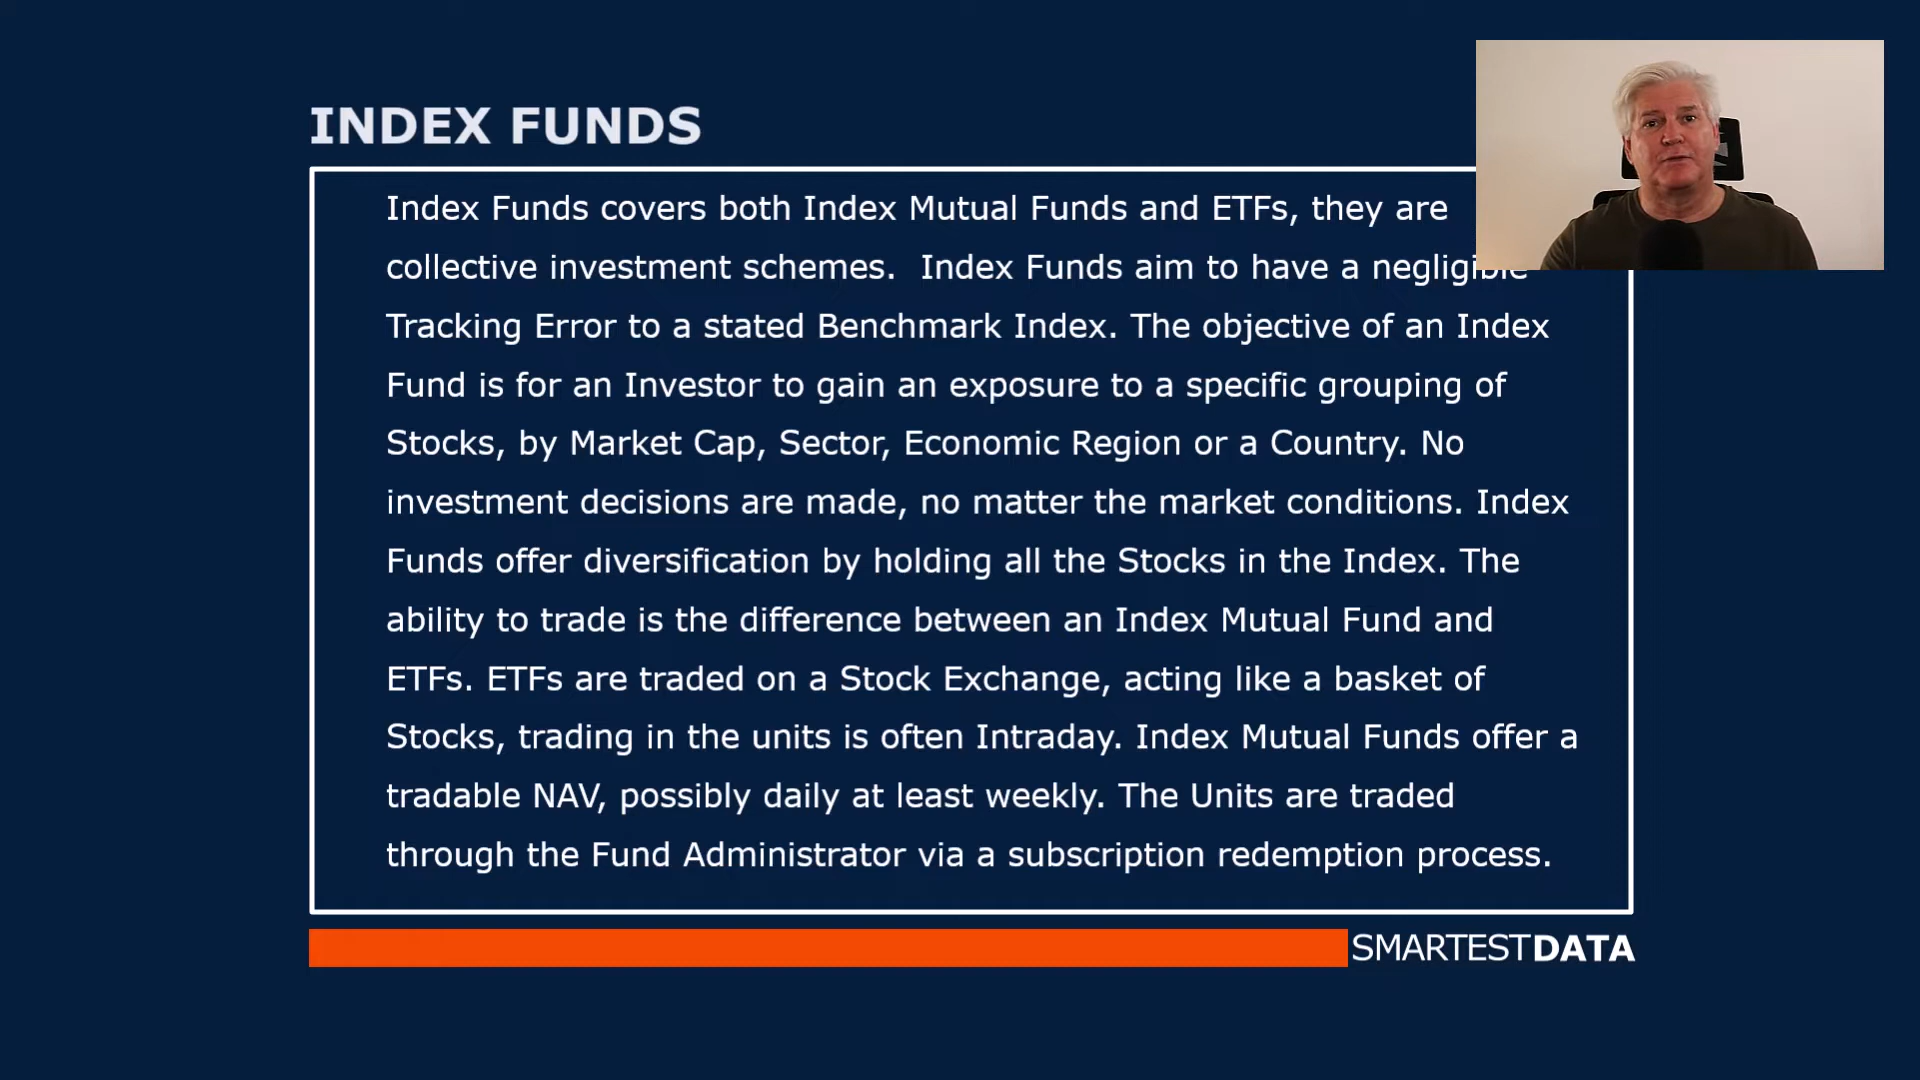 INDEX FUNDS
Index Funds covers both Index Mutual Funds and ETFs, they are
collective investment schemes.  Index Funds aim to have a negligible
Tracking Error to a stated Benchmark Index. The objective of an Index
Fund is for an Investor to gain an exposure to a specific grouping of
Stocks, by Market Cap, Sector, Economic Region or a Country. No
investment decisions are made, no matter the market conditions. Index
Funds offer diversification by holding all the Stocks in the Index. The
ability to trade is the difference between an Index Mutual Fund and
ETFs. ETFs are traded on a Stock Exchange, acting like a basket of
Stocks, trading in the units is often Intraday. Index Mutual Funds offer a
tradable NAV, possibly daily at least weekly. The Units are traded
through the Fund Administrator via a subscription redemption process.
SMARTESTDATA